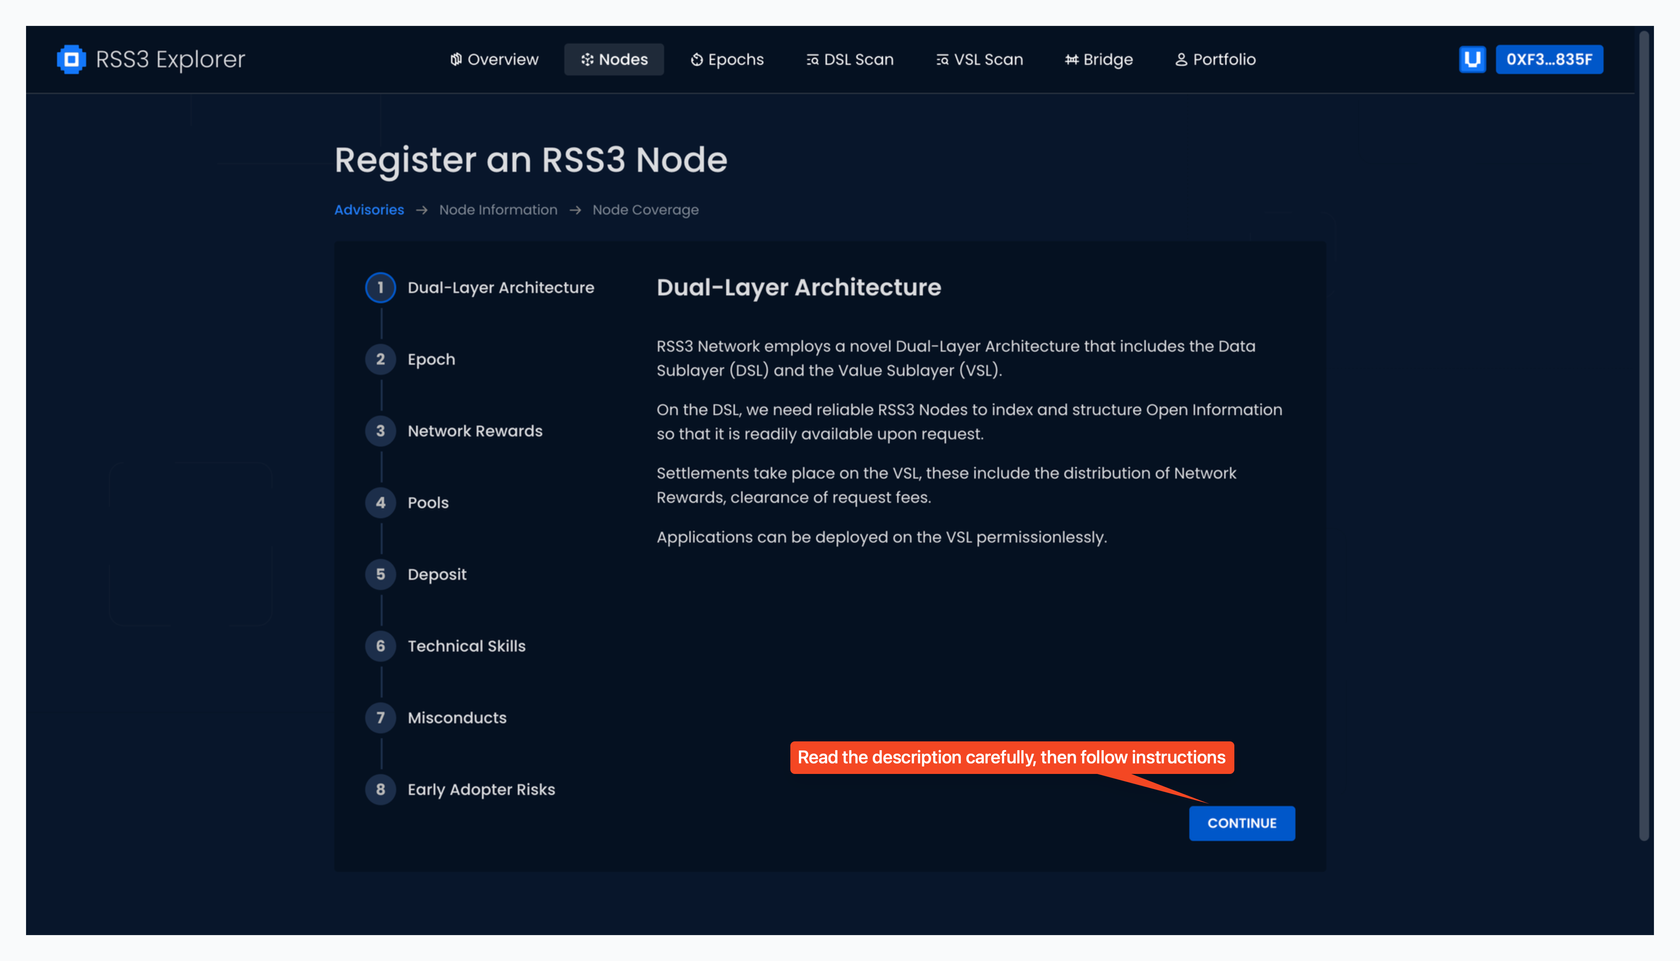 RSS3 Explorer
Overview
Nodes
Epochs
DSL Scan
VSL Scan
Bridge
Portfolio
0XF3...835F
Register an RSS3 Node
Advisories → Node Information → Node Coverage
1 Dual-Layer Architecture
2 Epoch
3 Network Rewards
4 Pools
5 Deposit
6 Technical Skills
7 Misconducts
8 Early Adopter Risks
Dual-Layer Architecture
RSS3 Network employs a novel Dual-Layer Architecture that includes the Data
Sublayer (DSL) and the Value Sublayer (VSL).
On the DSL, we need reliable RSS3 Nodes to index and structure Open Information
so that it is readily available upon request.
Settlements take place on the VSL, these include the distribution of Network
Rewards, clearance of request fees.
Applications can be deployed on the VSL permissionlessly.
Read the description carefully, then follow instructions
CONTINUE